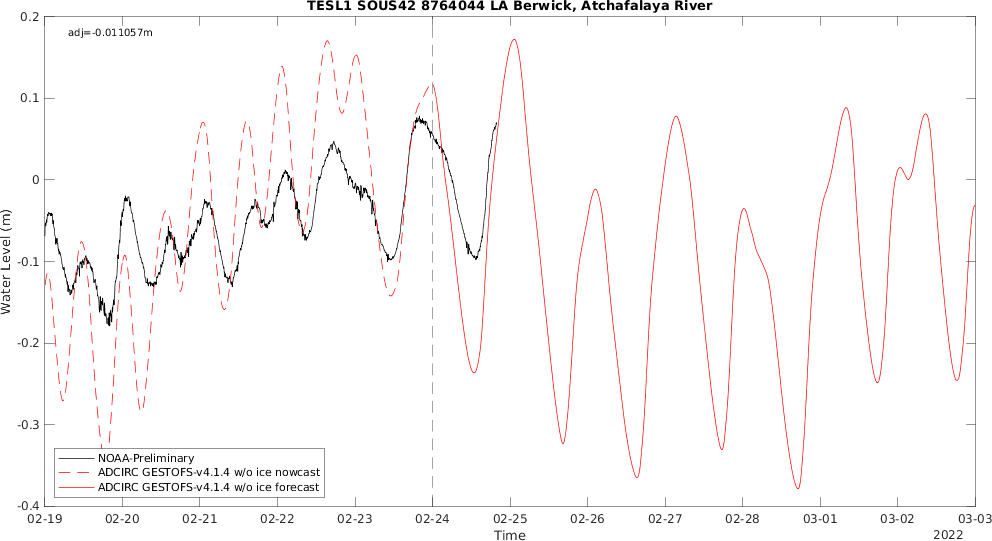 TESL1 SOUS42 8764044 LA Berwick, Atchafalaya River
adj=-0.011057m
0.2
0.1
0
-0.1
-0.2
-0.3
-0.4
Water Level (m)
NOAA-Preliminary
ADCIRC GESTOFS-v4.1.4 w/o ice nowcast
ADCIRC GESTOFS-v4.1.4 w/o ice forecast
02-19 02-20 02-21 02-22 02-23 02-24 02-25 02-26 02-27 02-28 03-01 03-02 03-03
Time
2022